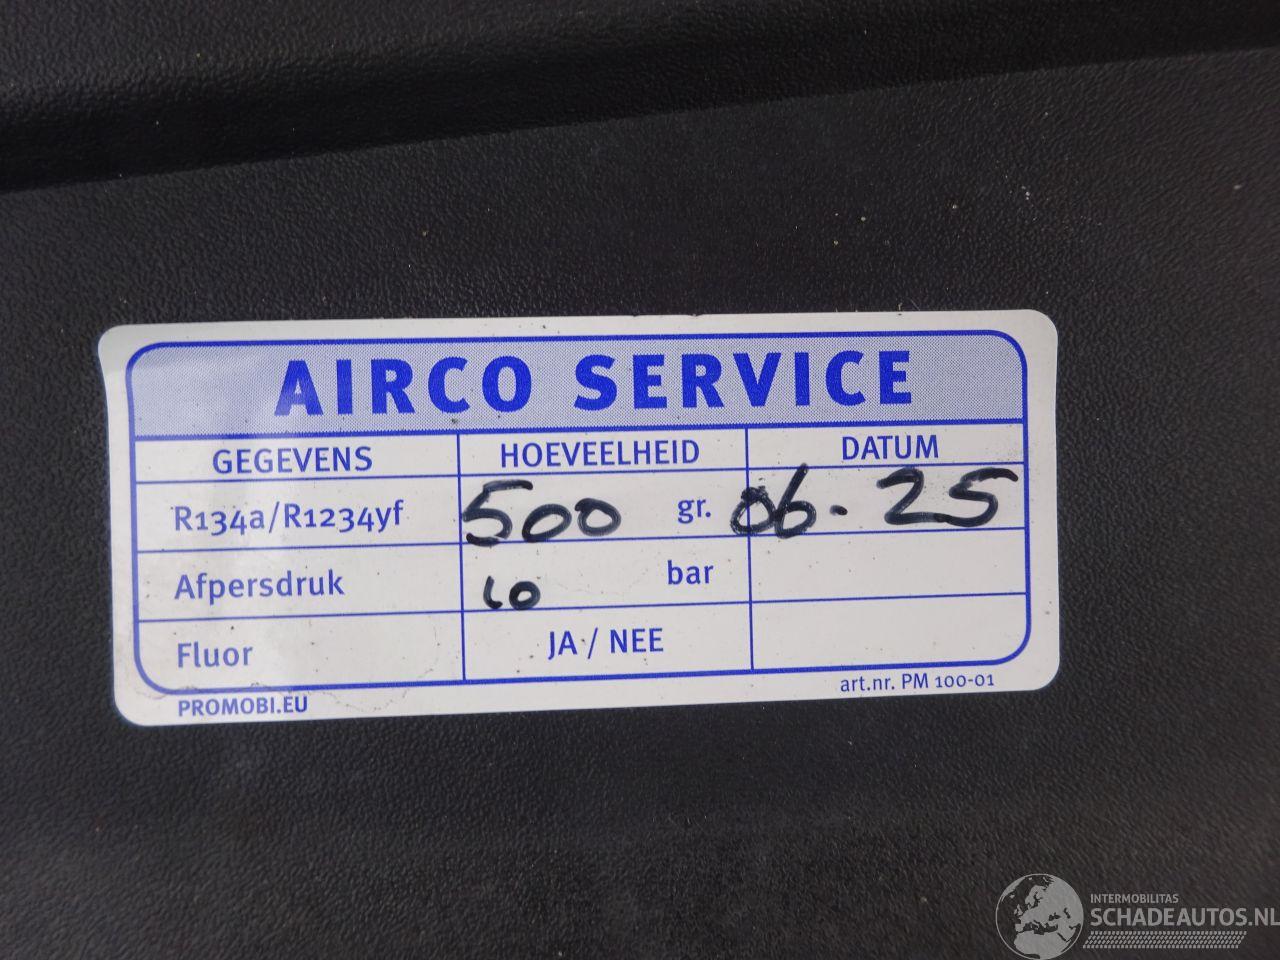 AIRCO SERVICE
GEGEVENS HOEVEELHEID DATUM
R134a/R1234yf 500 gr. 06-25
Afpersdruk 10 bar
Fluor JA / NEE
PROMOBI.EU art.nr. PM 100-01
INTERMOBILITAS
SCHADEAUTOS.NL